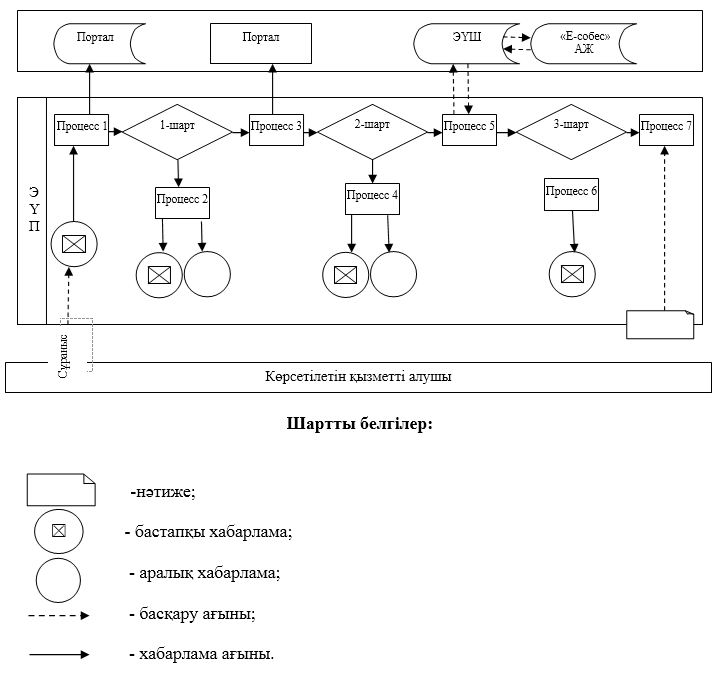 Портал
Портал
ЭҮШ
«Е-собес»
АЖ
Процесс 1
1-шарт
Процесс 3
2-шарт
Процесс 5
3-шарт
Процесс 7
Процесс 2
Процесс 4
Процесс 6
Э
Ү
П
Сұраныс
Көрсетілетін қызметті алушы
Шартты белгілер:
-нәтиже;
- бастапқы хабарлама;
- аралық хабарлама;
- басқару ағыны;
- хабарлама ағыны.